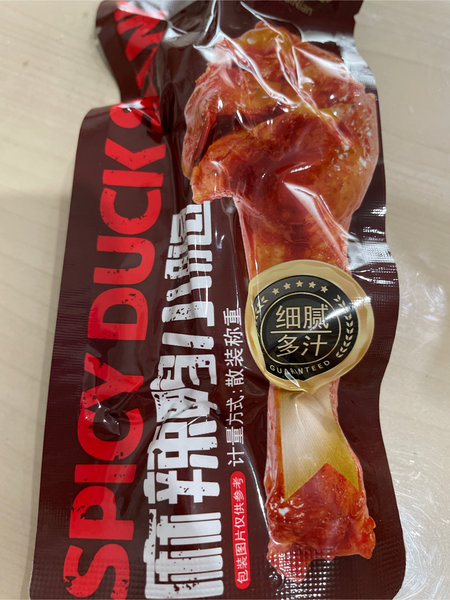 SPICY DUCK
麻辣鸭小腿
计量方式:散装称重
包装图片仅供参考
细腻
多汁
GUARANTEED